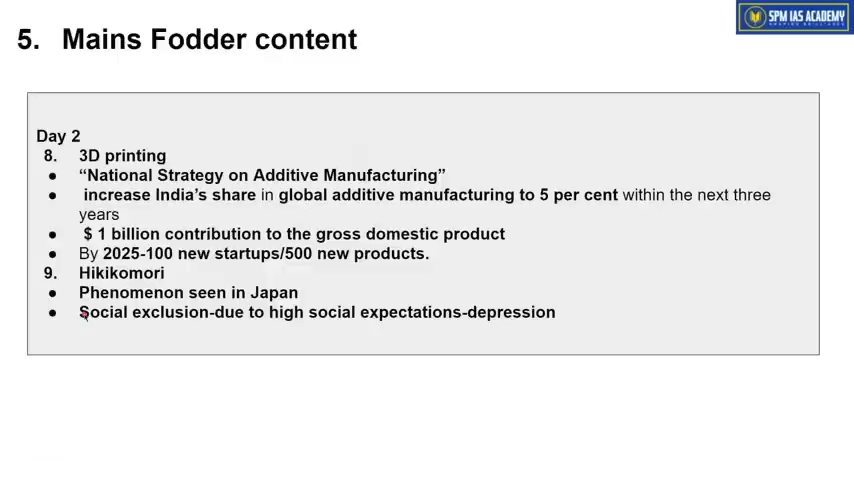 5. Mains Fodder content
SPM IAS ACADEMY
Day 2
8. 3D printing
● “National Strategy on Additive Manufacturing”
● increase India’s share in global additive manufacturing to 5 per cent within the next three
years
● $ 1 billion contribution to the gross domestic product
● By 2025-100 new startups/500 new products.
9. Hikikomori
● Phenomenon seen in Japan
● Social exclusion-due to high social expectations-depression